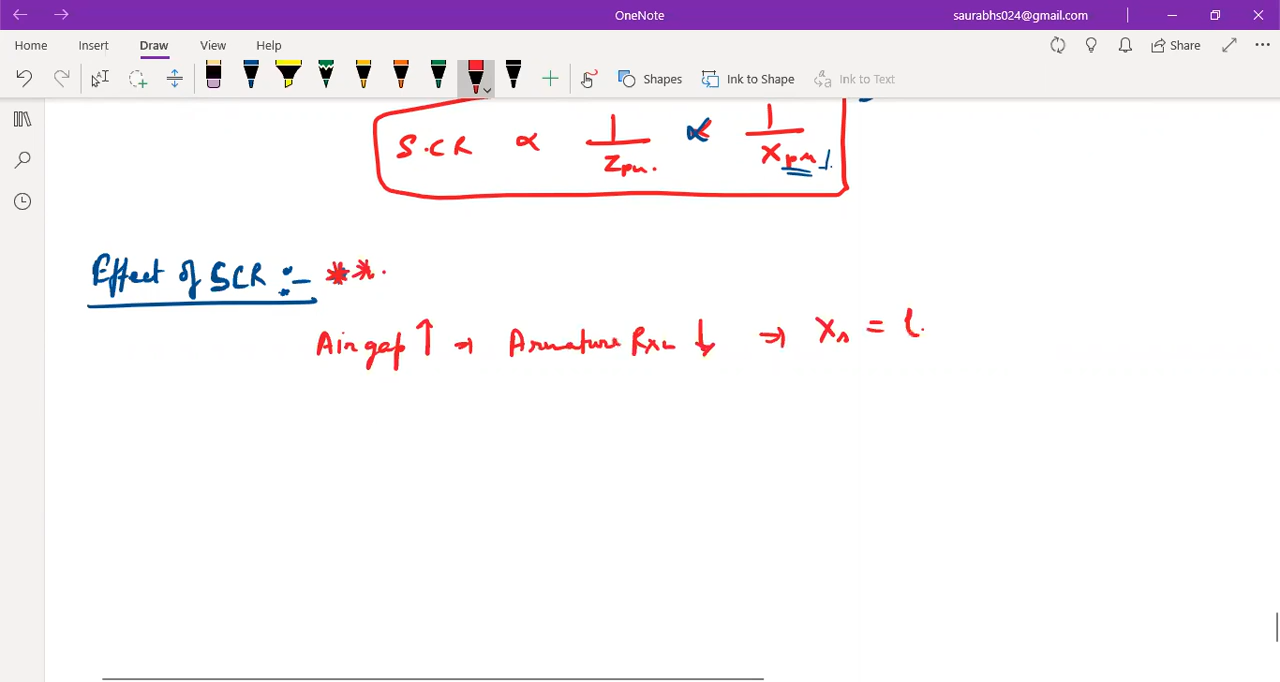 OneNote
saurabhs024@gmail.com
Home Insert Draw View Help
Share
Shapes
Ink to Shape
Ink to Text
S.CR ∝ 1/Zpu. ∝ 1/Xpu
Effect of SCR :- **.
Air gap ↑ → Armature Rxn ↓ → Xs = l